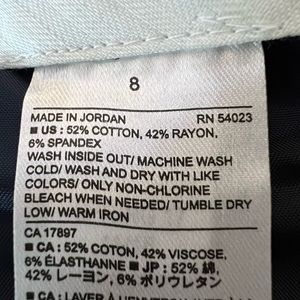 8
MADE IN JORDAN RN 54023
■ US : 52% COTTON, 42% RAYON,
6% SPANDEX
WASH INSIDE OUT/ MACHINE WASH
COLD/ WASH AND DRY WITH LIKE
COLORS/ ONLY NON-CHLORINE
BLEACH WHEN NEEDED/ TUMBLE DRY
LOW/ WARM IRON
CA 17897
■ CA : 52% COTON, 42% VISCOSE,
6% ÉLASTHANNE ■ JP : 52% 綿,
42% レーヨン, 6% ポリウレタン
■ CA : LAVER À L'ENVERS À